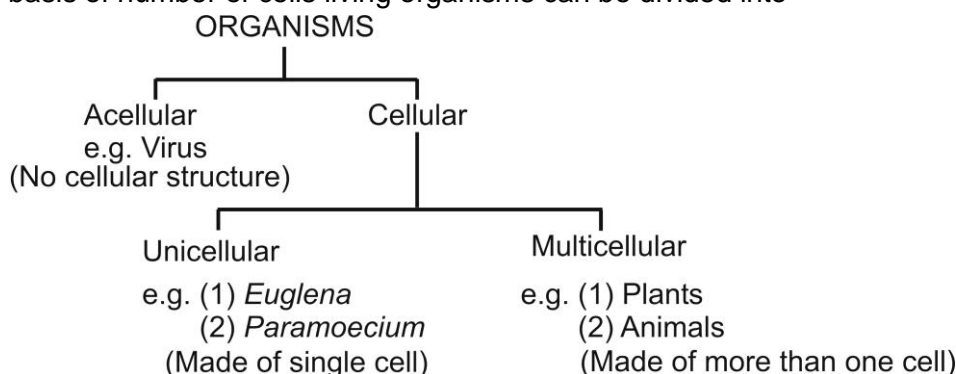 basis of number of cells living organisms can be divided into
ORGANISMS
Acellular
e.g. Virus
(No cellular structure)
Cellular
Unicellular
e.g. (1) Euglena
(2) Paramoecium
(Made of single cell)
Multicellular
e.g. (1) Plants
(2) Animals
(Made of more than one cell)